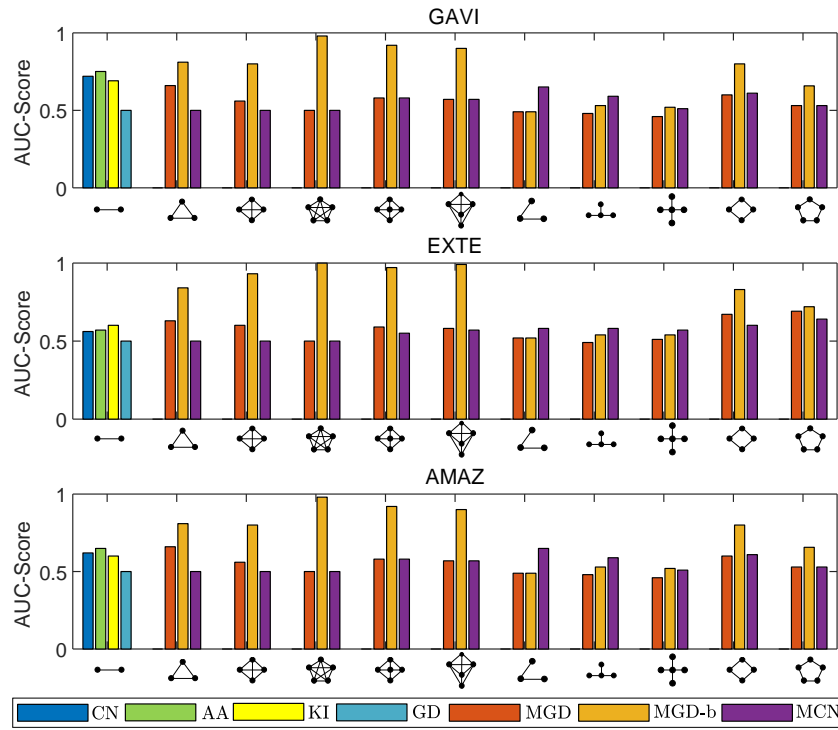 GAVI
1
0.5
0
AUC-Score
EXTE
1
0.5
0
AUC-Score
AMAZ
1
0.5
0
AUC-Score
CN AA KI GD MGD MGD-b MCN